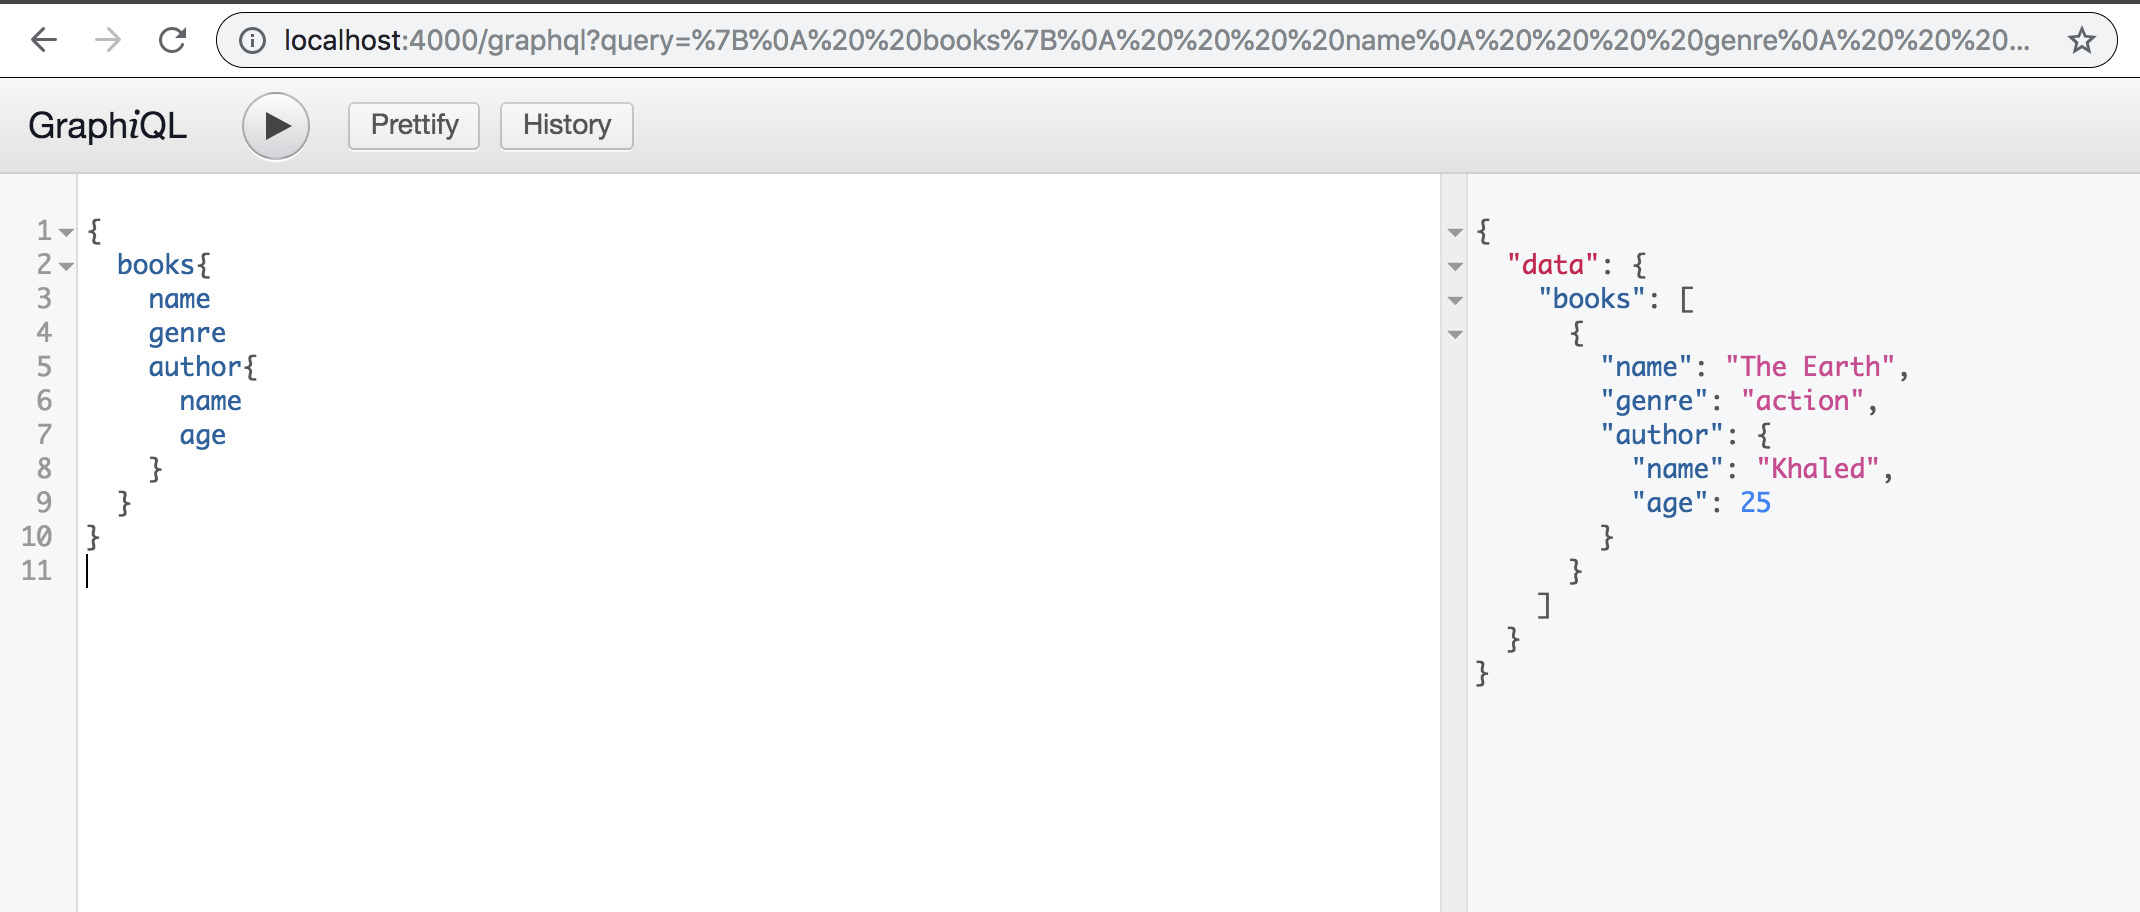 localhost:4000/graphql?query=%7B%0A%20%20books%7B%0A%20%20%20%20name%0A%20%20%20%20genre%0A%20%20%20...
GraphiQL Prettify History
1 {
2 books{
3 name
4 genre
5 author{
6 name
7 age
8 }
9 }
10 }
11
{
"data": {
"books": [
{
"name": "The Earth",
"genre": "action",
"author": {
"name": "Khaled",
"age": 25
}
}
]
}
}